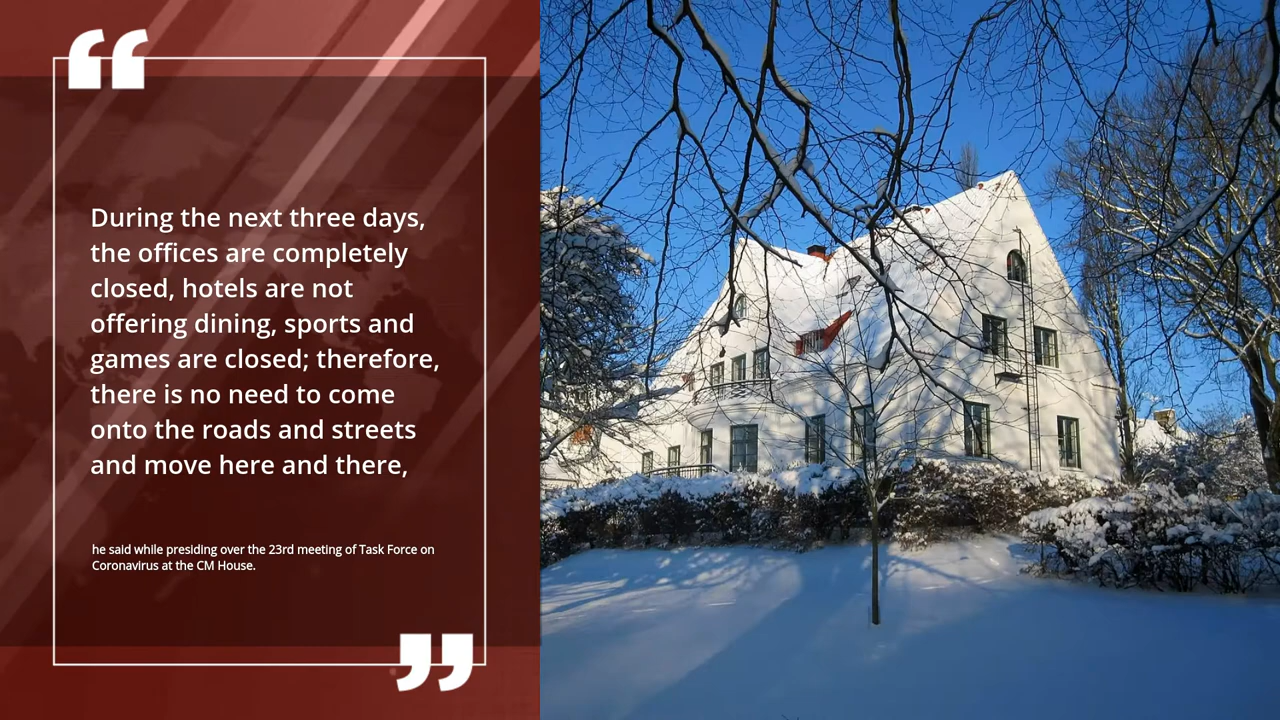 During the next three days,
the offices are completely
closed, hotels are not
offering dining, sports and
games are closed; therefore,
there is no need to come
onto the roads and streets
and move here and there,
he said while presiding over the 23rd meeting of Task Force on
Coronavirus at the CM House.